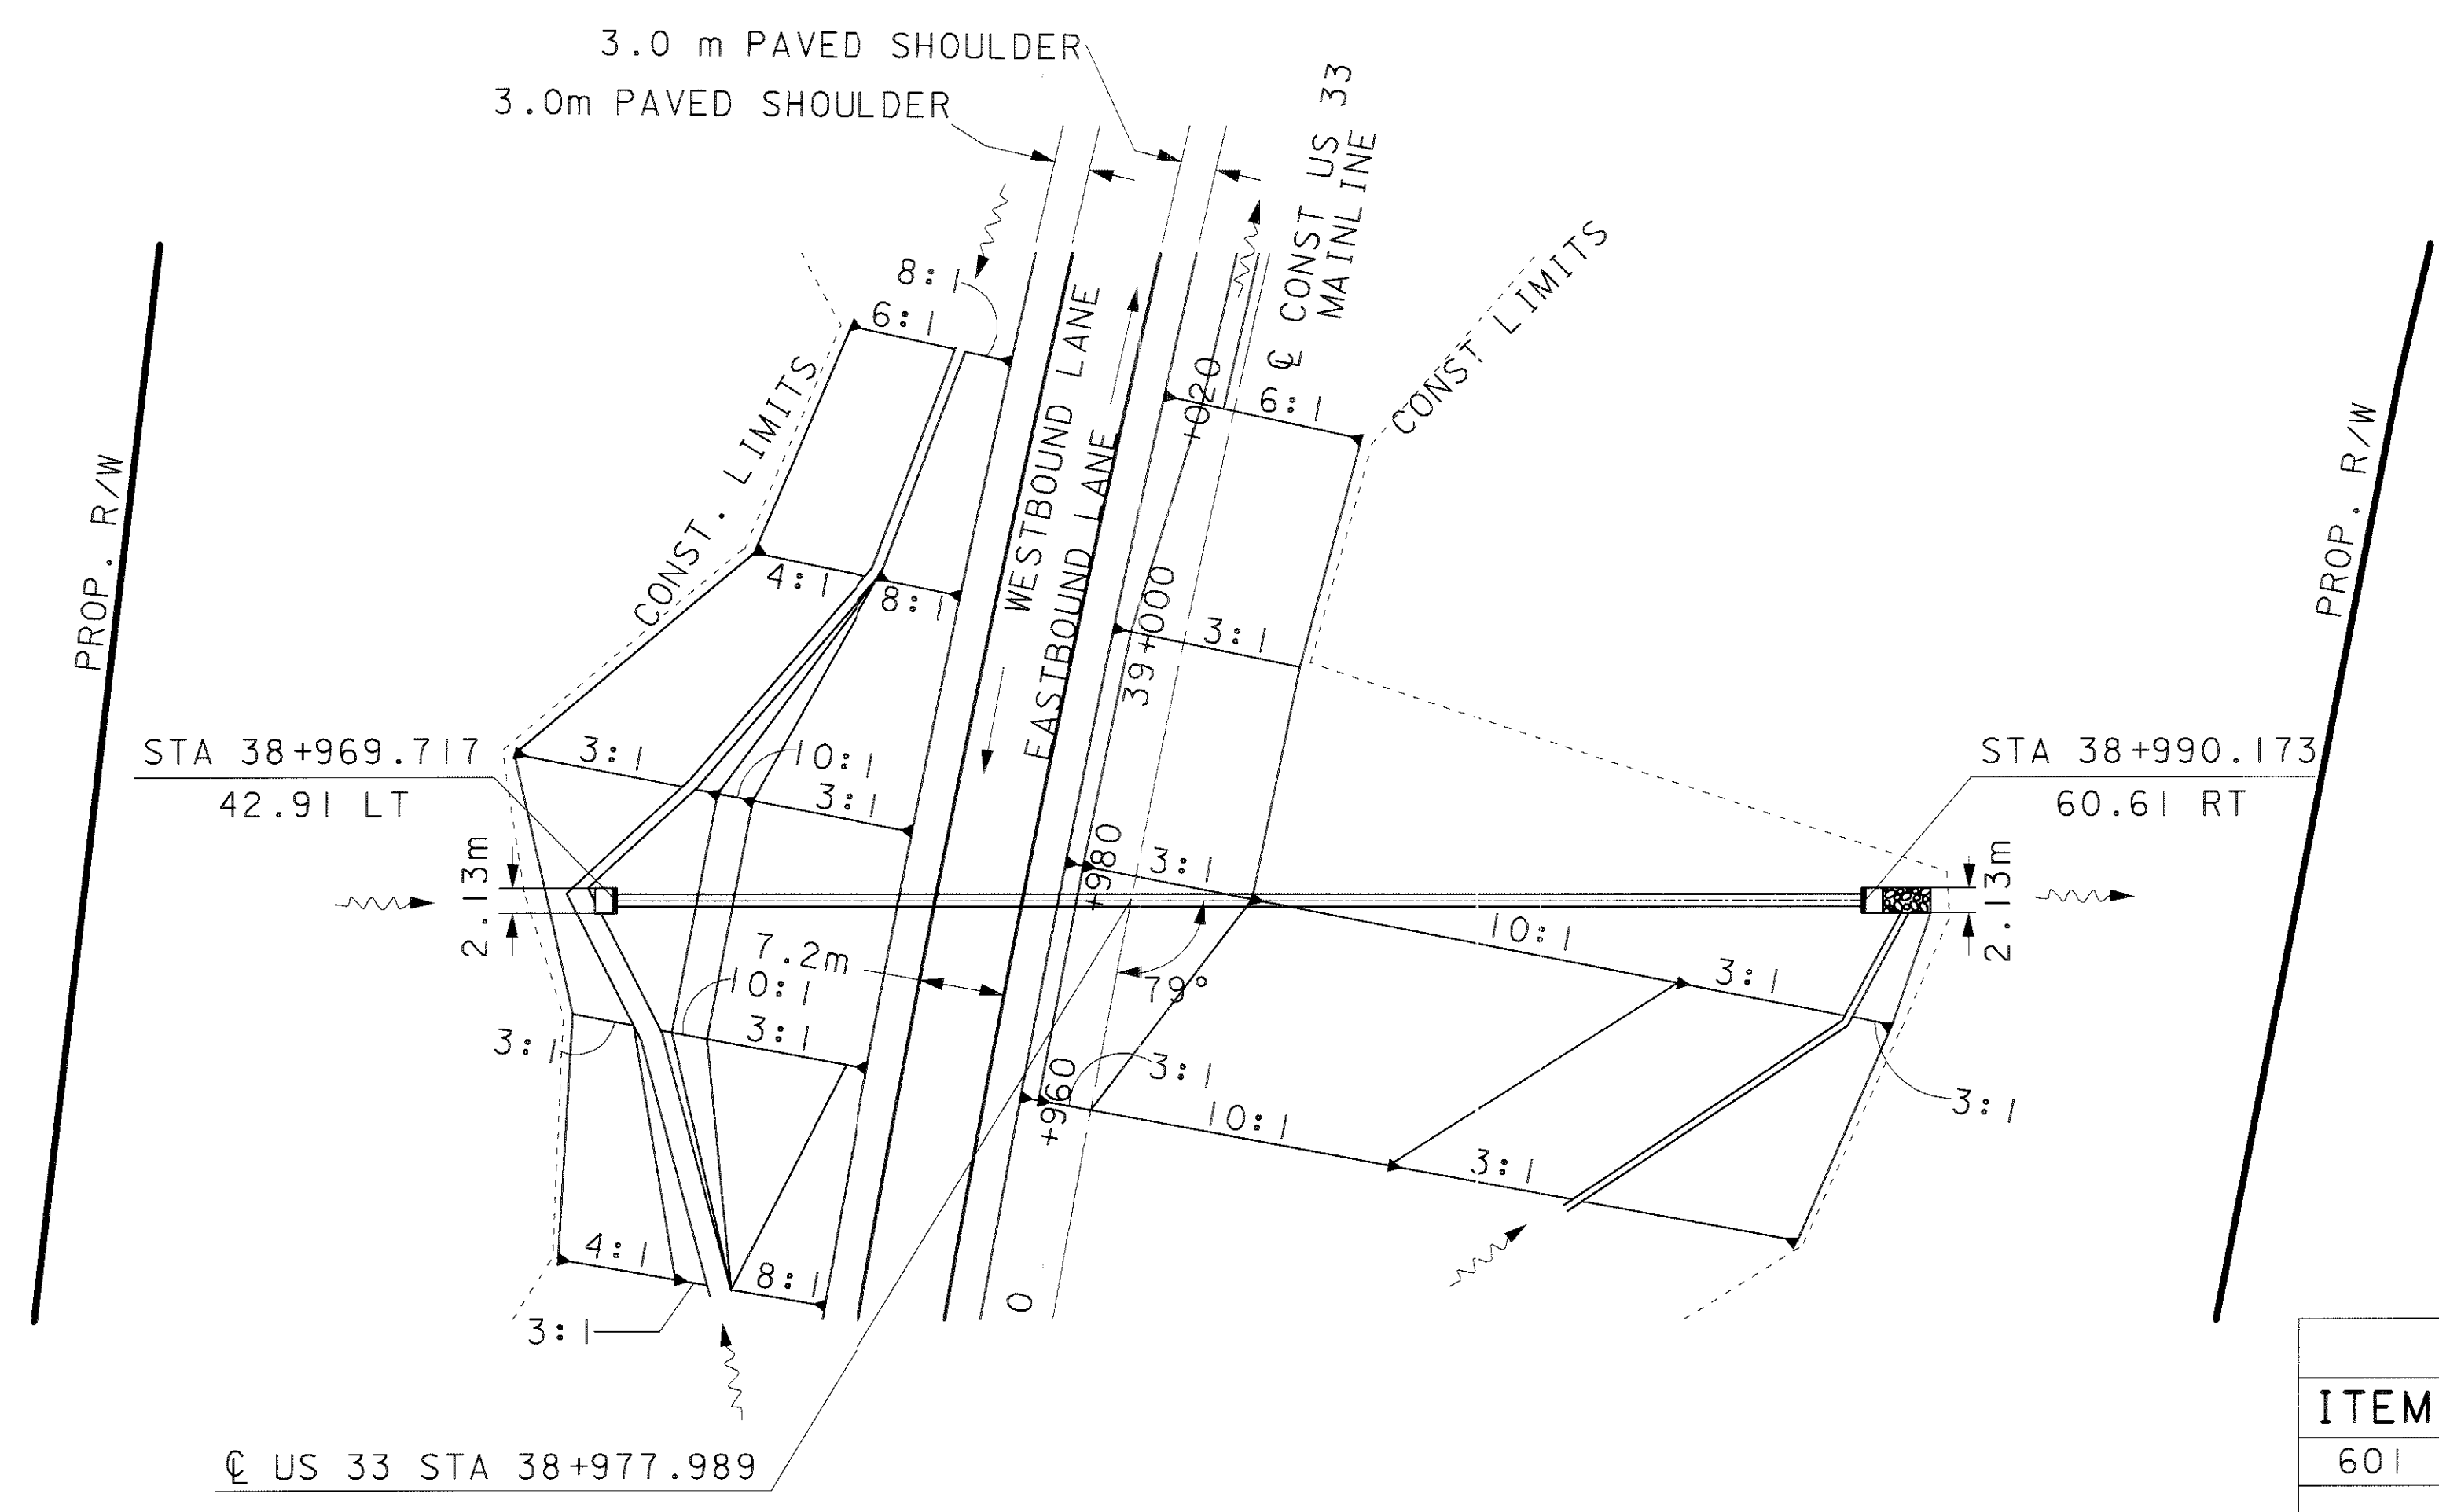 3.0 m PAVED SHOULDER
3.0m PAVED SHOULDER
℄ CONST US 33
MAINLINE
CONST. LIMITS
CONST. LIMITS
PROP. R/W
PROP. R/W
8:1
6:1
WESTBOUND LANE
EASTBOUND LANE
+020
6:1
4:1
8:1
39+000
3:1
STA 38+969.717
42.91 LT
3:1
10:1
3:1
STA 38+990.173
60.61 RT
2.13m
+980
3:1
2.13m
7.2m
10:1
3:1
3:1
79°
10:1
3:1
+960
3:1
10:1
3:1
3:1
4:1
8:1
3:1
0
℄ US 33 STA 38+977.989
ITEM
601